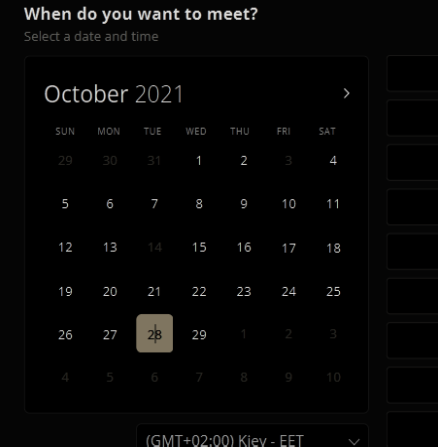 When do you want to meet?
Select a date and time
October 2021
SUN MON TUE WED THU FRI SAT
29 30 31 1 2 3 4
5 6 7 8 9 10 11
12 13 14 15 16 17 18
19 20 21 22 23 24 25
26 27 28 29 1 2 3
4 5 6 7 8 9 10
(GMT+02:00) Kiev - EET